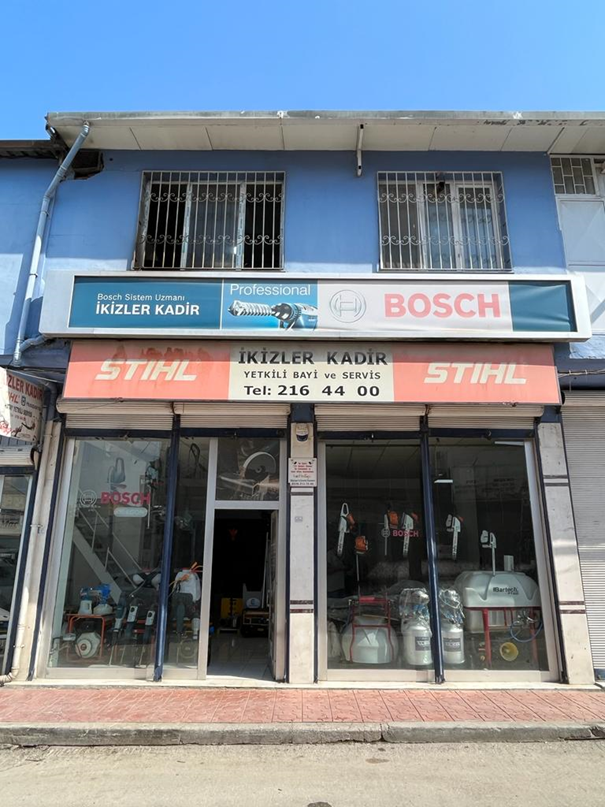 Bosch Sistem Uzmanı
İKİZLER KADİR
Professional
BOSCH
STIHL
İKİZLER KADİR
YETKİLİ BAYİ ve SERVİS
Tel: 216 44 00
STIHL
BOSCH
BOSCH